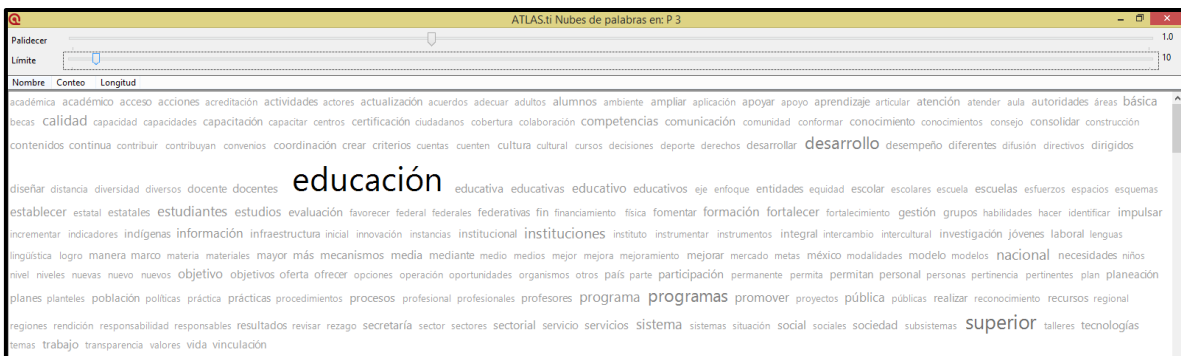 ATLAS.ti Nubes de palabras en: P 3
Palidecer 1.0
Límite 10
Nombre Conteo Longitud
académica académico acceso acciones acreditación actividades actores actualización acuerdos adecuar adultos alumnos ambiente ampliar aplicación apoyar apoyo aprendizaje articular atención atender aula autoridades áreas básica
becas calidad capacidad capacidades capacitación capacitar centros certificación ciudadanos cobertura colaboración competencias comunicación comunidad conformar conocimiento conocimientos consejo consolidar construcción
contenidos continua contribuir contribuyan convenios coordinación crear criterios cuentas cuenten cultura cultural cursos decisiones deporte derechos desarrollar desarrollo desempeño diferentes difusión directivos dirigidos
diseñar distancia diversidad diversos docente docentes educación educativa educativas educativo educativos eje enfoque entidades equidad escolar escolares escuela escuelas esfuerzos espacios esquemas
establecer estatal estatales estudiantes estudios evaluación favorecer federal federales federativas fin financiamiento física fomentar formación fortalecer fortalecimiento gestión grupos habilidades hacer identificar impulsar
incrementar indicadores indígenas información infraestructura inicial innovación instancias institucional instituciones instituto instrumentar instrumentos integral intercambio intercultural investigación jóvenes laboral lenguas
lingüística logro manera marco materia materiales mayor más mecanismos media mediante medio medios mejor mejora mejoramiento mejorar mercado metas méxico modalidades modelo modelos nacional necesidades niños
nivel niveles nuevas nuevo nuevos objetivo objetivos oferta ofrecer opciones operación oportunidades organismos otros país parte participación permanente permita permitan personal personas pertinencia pertinentes plan planeación
planes planteles población políticas práctica prácticas procedimientos procesos profesional profesionales profesores programa programas promover proyectos pública públicas realizar reconocimiento recursos regional
regiones rendición responsabilidad responsables resultados revisar rezago secretaría sector sectores sectorial servicio servicios sistema sistemas situación social sociales sociedad subsistemas superior talleres tecnologías
temas trabajo transparencia valores vida vinculación